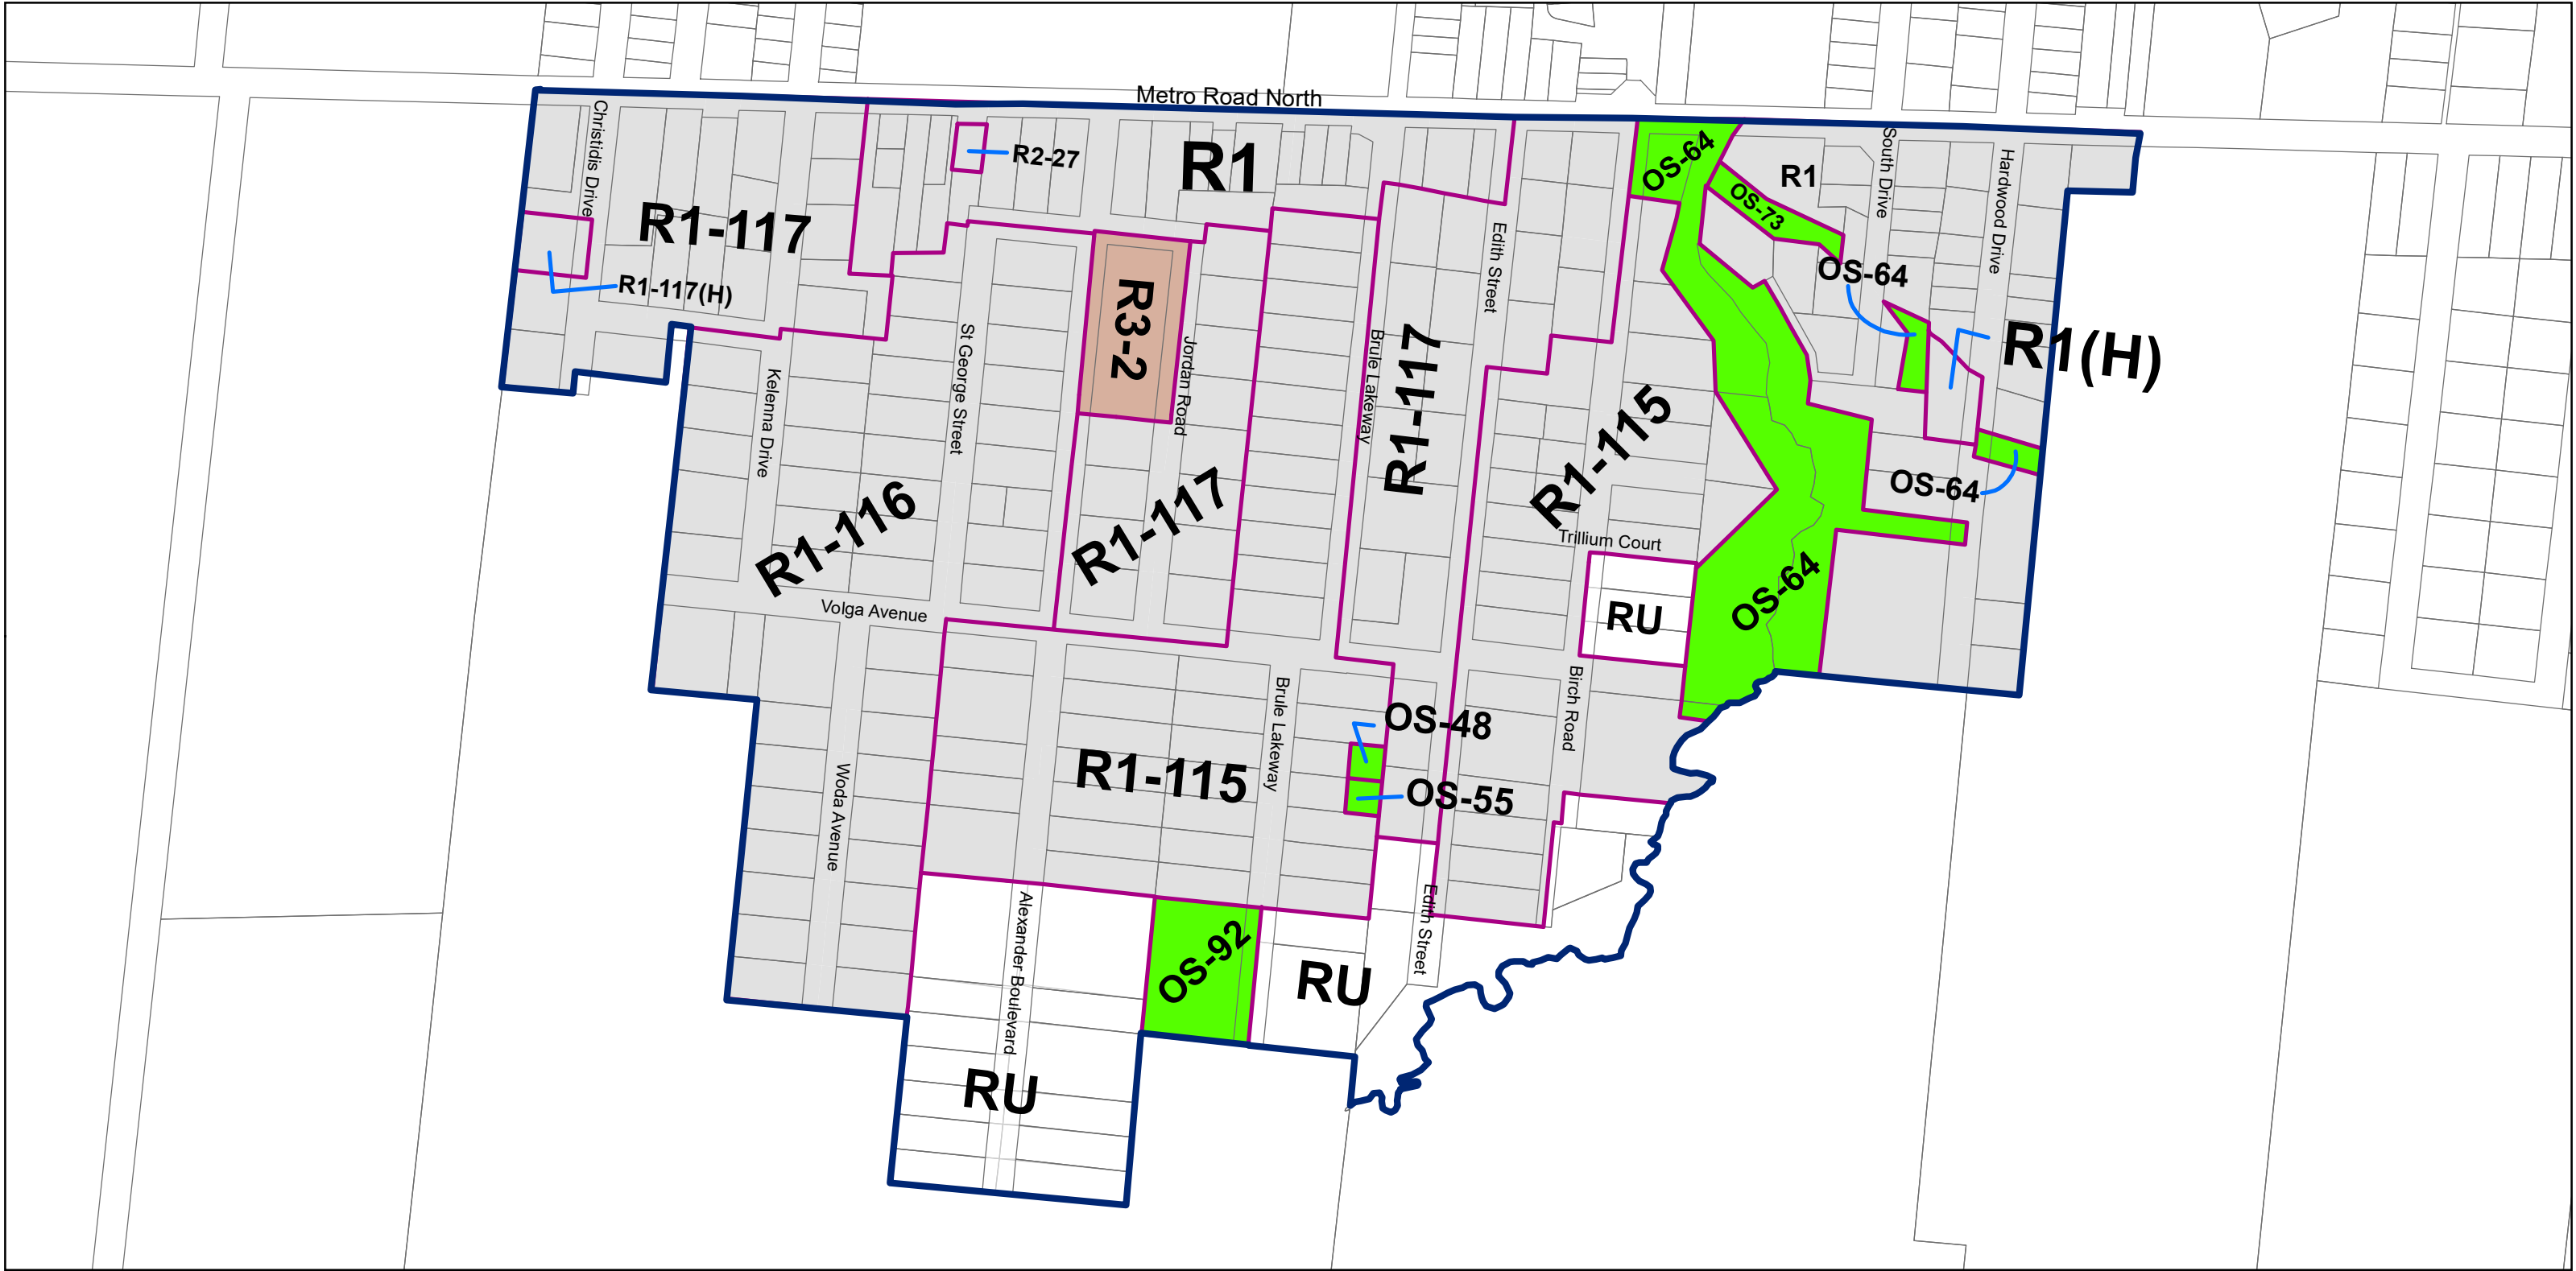 Metro Road North
Christidis Drive
R2-27
R1
OS-64
R1
South Drive
Hardwood Drive
OS-73
R1-117
R1-117(H)
Edith Street
OS-64
R3-2
R1(H)
St George Street
Jordan Road
Brule Lakeway
R1-117
Kelenna Drive
R1-115
OS-64
R1-116
R1-117
Trillium Court
OS-64
RU
Volga Avenue
Birch Road
Brule Lakeway
OS-48
R1-115
OS-55
Woda Avenue
Edith Street
OS-92
Alexander Boulevard
RU
RU